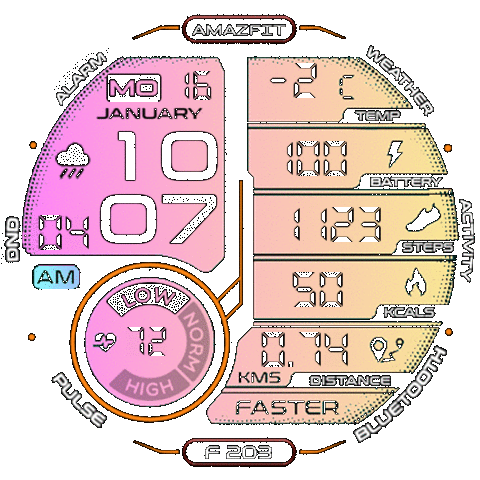 AMAZFIT
ALARM
WEATHER
MO 16
JANUARY
-2 C
TEMP
10
100
BATTERY
07
04
DND
1123
STEPS
ACTIVITY
AM
50
KCALS
LOW
NORM
HIGH
72
0.74
KMS
DISTANCE
PULSE
BLUETOOTH
FASTER
F 203